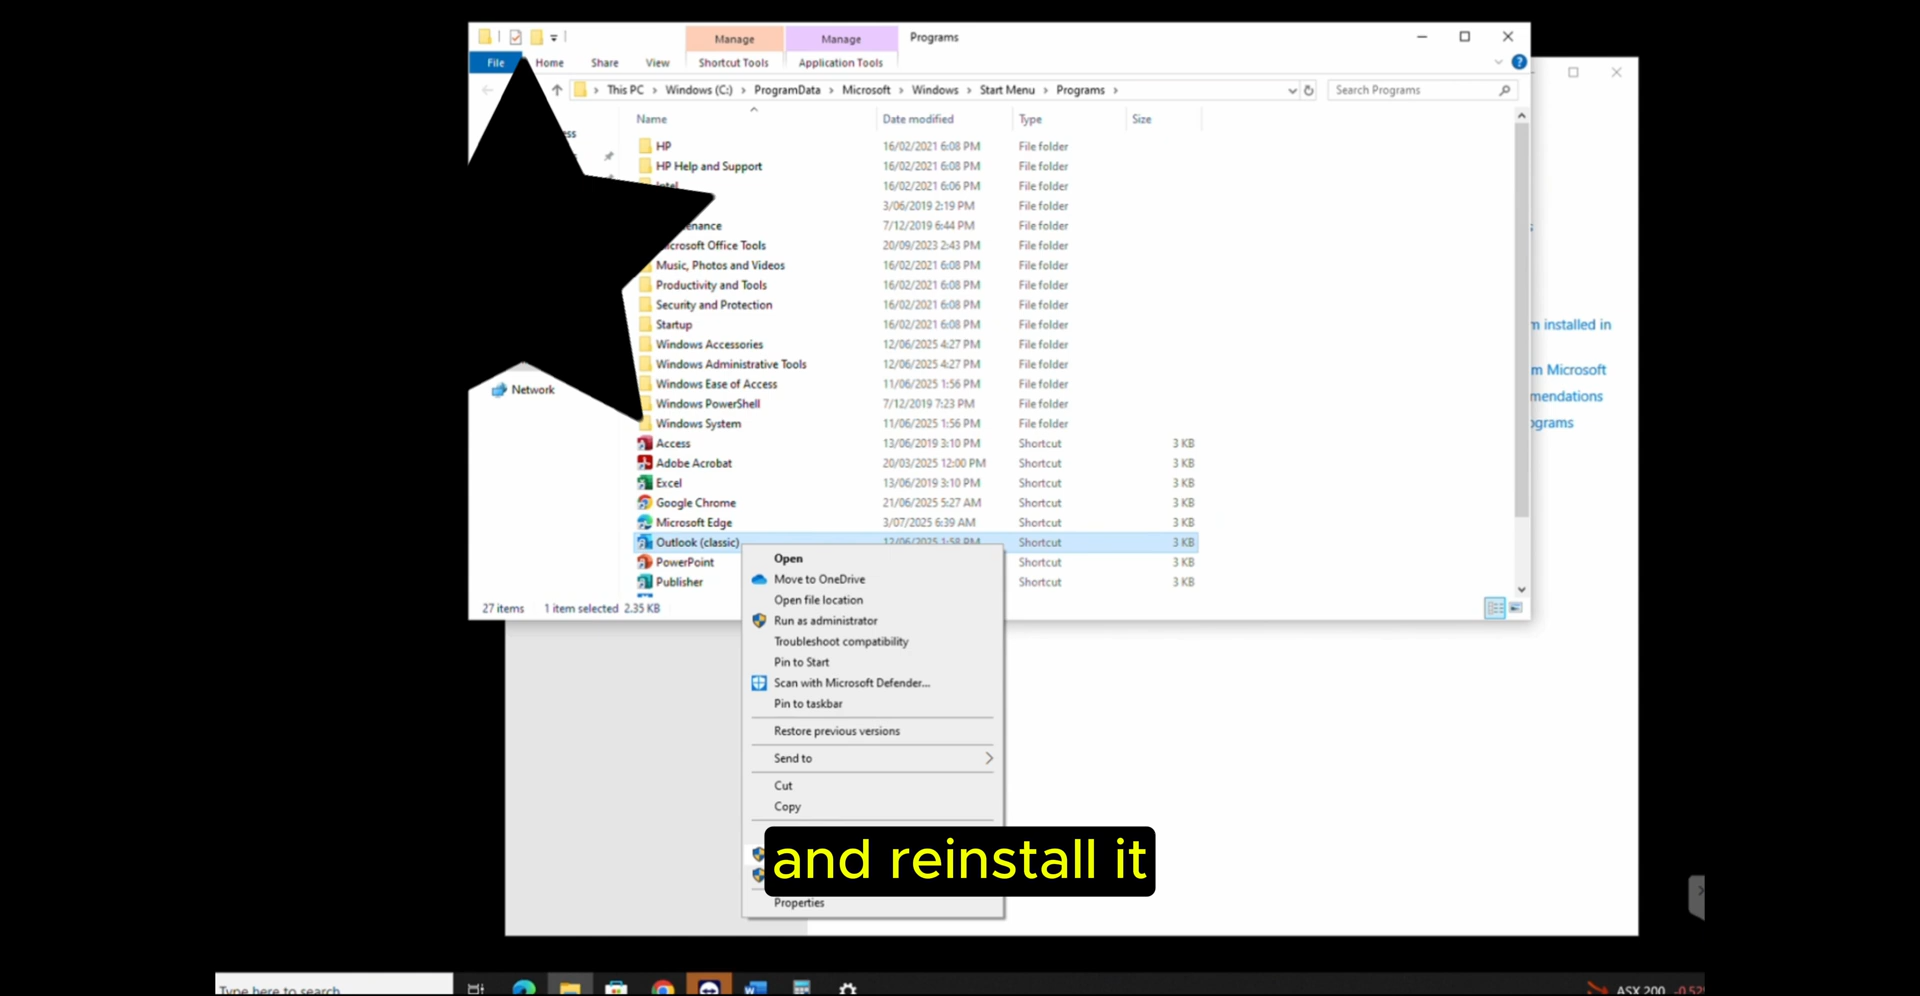 Manage
Manage
Programs
File
Home
Share
View
Shortcut Tools
Application Tools
This PC
Windows (C:)
ProgramData
Microsoft
Windows
Start Menu
Programs
Search Programs
Name
Date modified
Type
Size
HP 16/02/2021 6:08 PM File folder
HP Help and Support 16/02/2021 6:08 PM File folder
Intel 16/02/2021 6:06 PM File folder
3/06/2019 2:19 PM File folder
enance 7/12/2019 6:44 PM File folder
crosoft Office Tools 20/09/2023 2:43 PM File folder
Music, Photos and Videos 16/02/2021 6:08 PM File folder
Productivity and Tools 16/02/2021 6:08 PM File folder
Security and Protection 16/02/2021 6:08 PM File folder
Startup 16/02/2021 6:08 PM File folder
Windows Accessories 12/06/2025 4:27 PM File folder
Windows Administrative Tools 12/06/2025 4:27 PM File folder
Windows Ease of Access 11/06/2025 1:56 PM File folder
Windows PowerShell 7/12/2019 7:23 PM File folder
Windows System 11/06/2025 1:56 PM File folder
Access 13/06/2019 3:10 PM Shortcut 3 KB
Adobe Acrobat 20/03/2025 12:00 PM Shortcut 3 KB
Excel 13/06/2019 3:10 PM Shortcut 3 KB
Google Chrome 21/06/2025 5:27 AM Shortcut 3 KB
Microsoft Edge 3/07/2025 6:39 AM Shortcut 3 KB
Outlook (classic) 12/06/2025 1:58 PM Shortcut 3 KB
PowerPoint Shortcut 3 KB
Publisher Shortcut 3 KB
Network
27 items 1 item selected 2.35 KB
Open
Move to OneDrive
Open file location
Run as administrator
Troubleshoot compatibility
Pin to Start
Scan with Microsoft Defender...
Pin to taskbar
Restore previous versions
Send to
Cut
Copy
and reinstall it
Properties
m installed in
m Microsoft
mendations
ograms
Type here to search
ASX 200